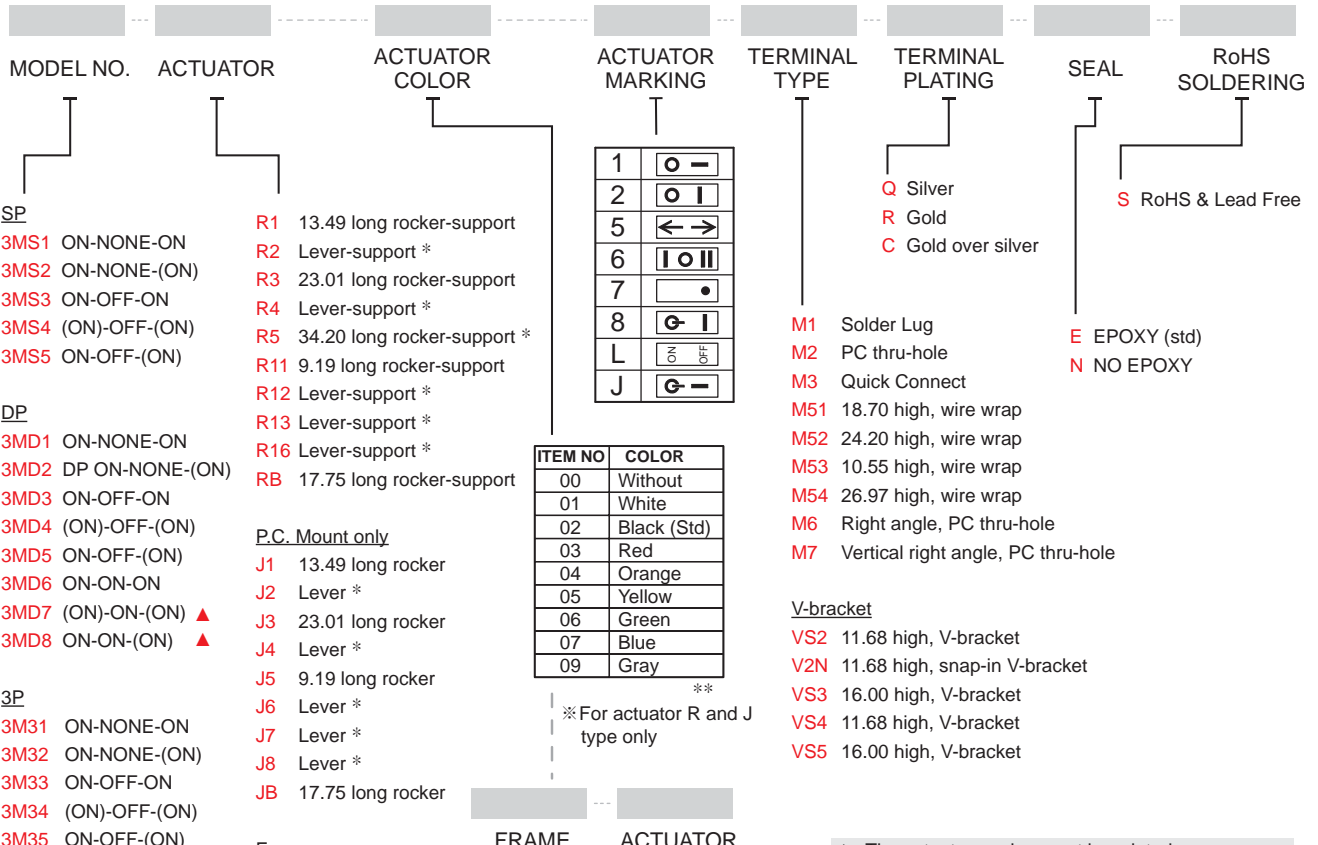 MODEL NO.
ACTUATOR
ACTUATOR
COLOR
ACTUATOR
MARKING
TERMINAL
TYPE
TERMINAL
PLATING
SEAL
RoHS
SOLDERING
SP
3MS1 ON-NONE-ON
3MS2 ON-NONE-(ON)
3MS3 ON-OFF-ON
3MS4 (ON)-OFF-(ON)
3MS5 ON-OFF-(ON)
DP
3MD1 ON-NONE-ON
3MD2 DP ON-NONE-(ON)
3MD3 ON-OFF-ON
3MD4 (ON)-OFF-(ON)
3MD5 ON-OFF-(ON)
3MD6 ON-ON-ON
3MD7 (ON)-ON-(ON) ▲
3MD8 ON-ON-(ON) ▲
3P
3M31 ON-NONE-ON
3M32 ON-NONE-(ON)
3M33 ON-OFF-ON
3M34 (ON)-OFF-(ON)
3M35 ON-OFF-(ON)
R1 13.49 long rocker-support
R2 Lever-support *
R3 23.01 long rocker-support
R4 Lever-support *
R5 34.20 long rocker-support *
R11 9.19 long rocker-support
R12 Lever-support *
R13 Lever-support *
R16 Lever-support *
RB 17.75 long rocker-support
P.C. Mount only
J1 13.49 long rocker
J2 Lever *
J3 23.01 long rocker
J4 Lever *
J5 9.19 long rocker
J6 Lever *
J7 Lever *
J8 Lever *
JB 17.75 long rocker
1
2
5
6
7
8
L ON OFF
J
ITEM NO COLOR
00 Without
01 White
02 Black (Std)
03 Red
04 Orange
05 Yellow
06 Green
07 Blue
09 Gray
**
※For actuator R and J
type only
FRAME
ACTUATOR
M1 Solder Lug
M2 PC thru-hole
M3 Quick Connect
M51 18.70 high, wire wrap
M52 24.20 high, wire wrap
M53 10.55 high, wire wrap
M54 26.97 high, wire wrap
M6 Right angle, PC thru-hole
M7 Vertical right angle, PC thru-hole
V-bracket
VS2 11.68 high, V-bracket
V2N 11.68 high, snap-in V-bracket
VS3 16.00 high, V-bracket
VS4 11.68 high, V-bracket
VS5 16.00 high, V-bracket
Q Silver
R Gold
C Gold over silver
E EPOXY (std)
N NO EPOXY
S RoHS & Lead Free